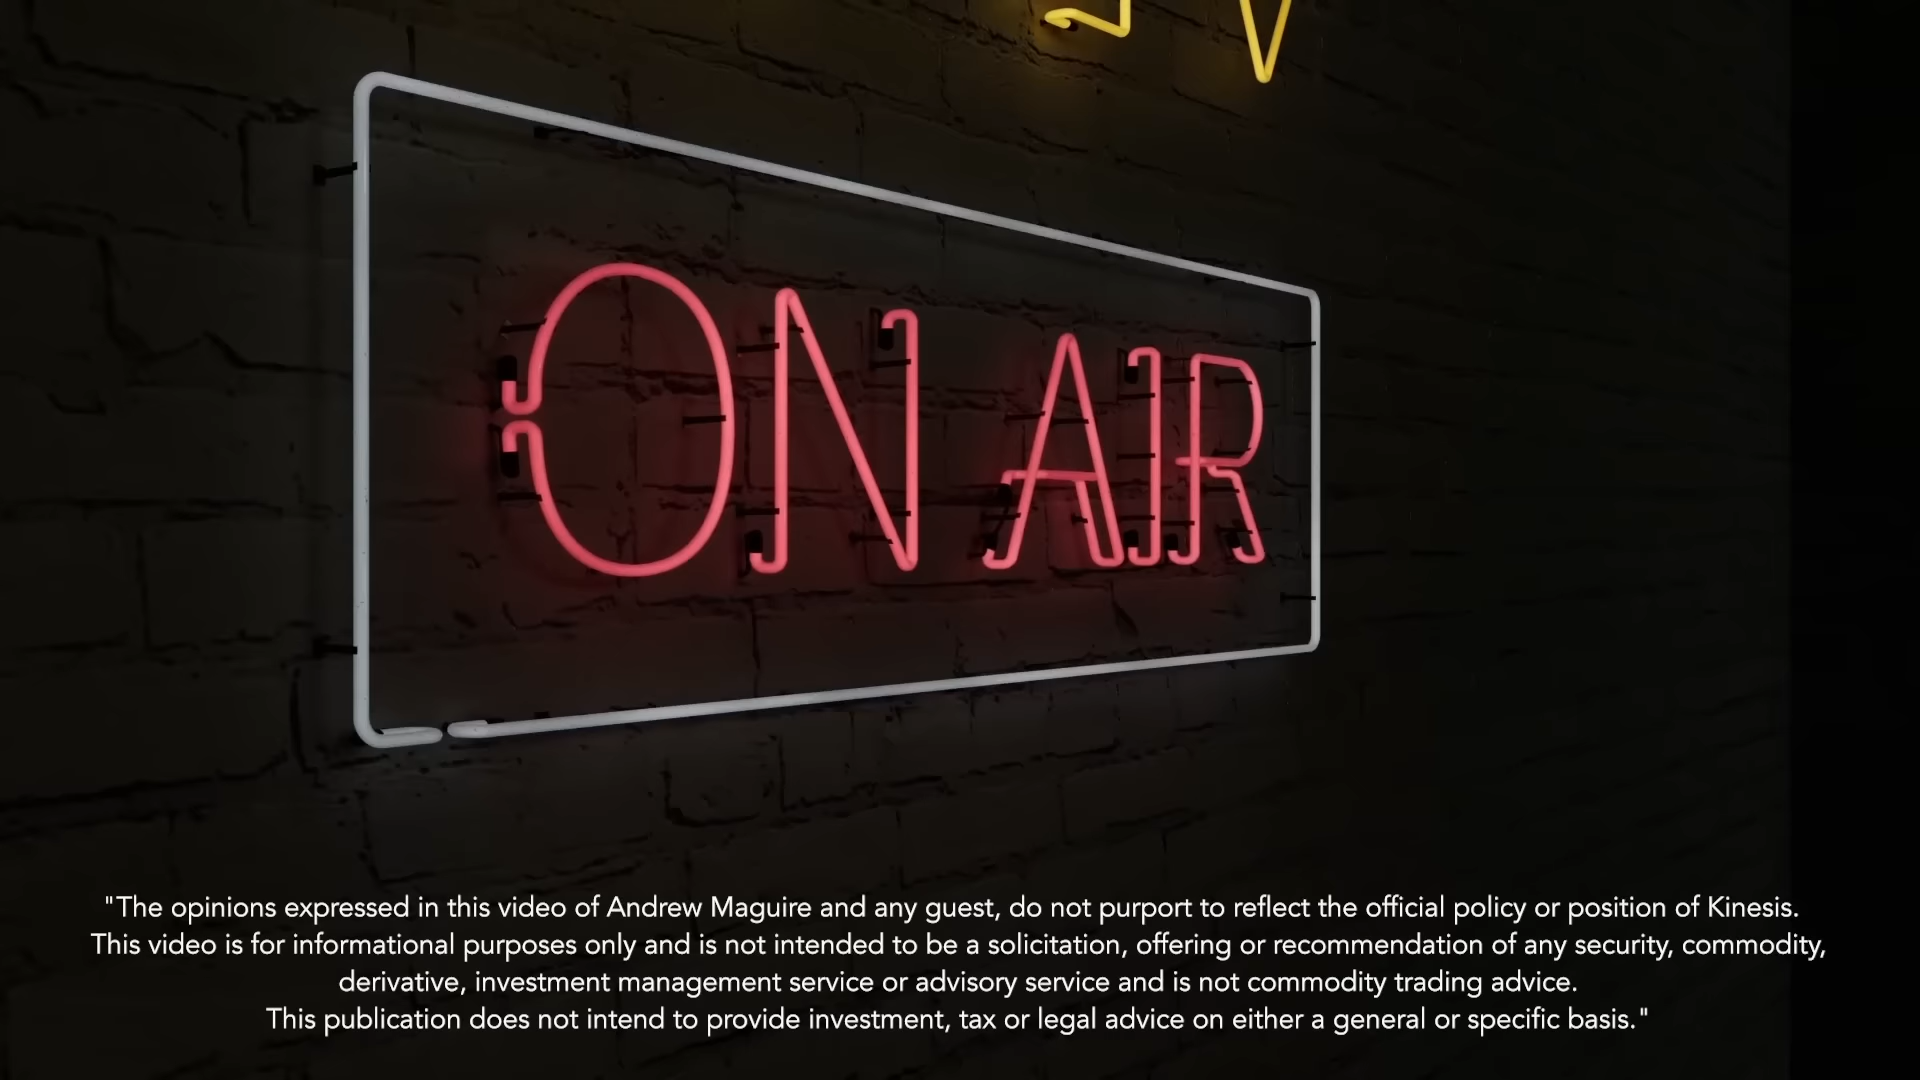 ON AIR
"The opinions expressed in this video of Andrew Maguire and any guest, do not purport to reflect the official policy or position of Kinesis.
This video is for informational purposes only and is not intended to be a solicitation, offering or recommendation of any security, commodity,
derivative, investment management service or advisory service and is not commodity trading advice.
This publication does not intend to provide investment, tax or legal advice on either a general or specific basis."